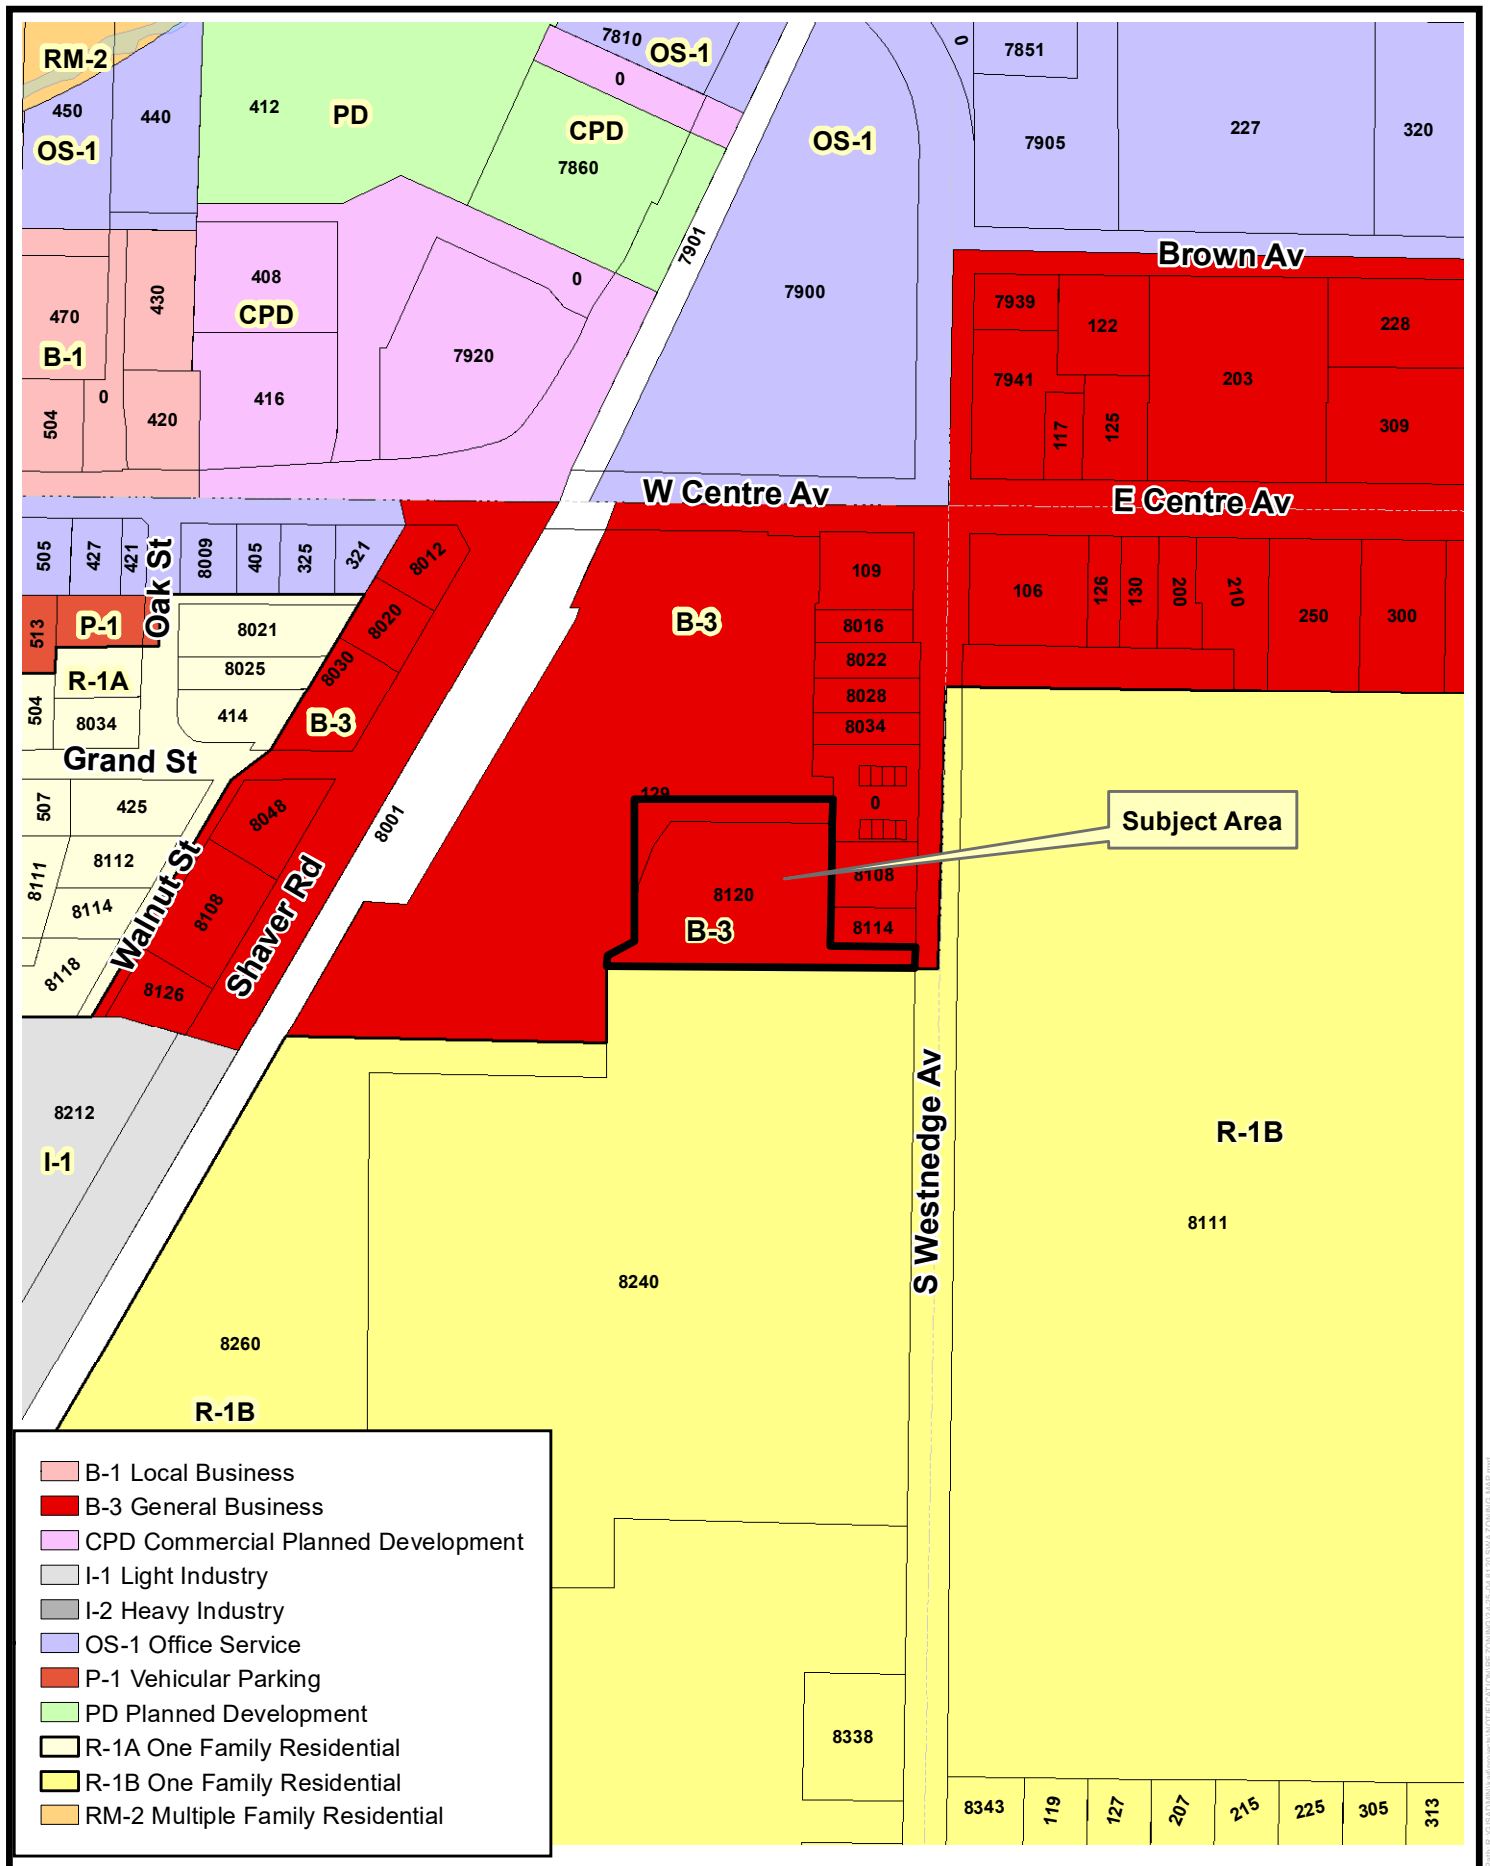 RM-2
450
OS-1
440
412
PD
7810
OS-1
0
CPD
7860
7901
OS-1
7900
0
7851
7905
227
320
Brown Av
470
B-1
430
504
0
420
408
CPD
416
7920
0
7939
7941
122
117
125
203
228
309
W Centre Av
E Centre Av
505
427
421
Oak St
8009
405
325
321
8012
8020
8030
B-3
513
P-1
R-1A
504
8034
8021
8025
414
Grand St
507
425
8111
8112
8114
8118
Walnut St
8048
8108
8126
Shaver Rd
8001
B-3
129
109
8016
8022
8028
8034
0
8108
8114
8120
B-3
106
126
130
200
210
250
300
Subject Area
8212
I-1
S Westnedge Av
R-1B
8111
8240
8260
R-1B
8338
8343
119
127
207
215
225
305
313
B-1 Local Business
B-3 General Business
CPD Commercial Planned Development
I-1 Light Industry
I-2 Heavy Industry
OS-1 Office Service
P-1 Vehicular Parking
PD Planned Development
R-1A One Family Residential
R-1B One Family Residential
RM-2 Multiple Family Residential